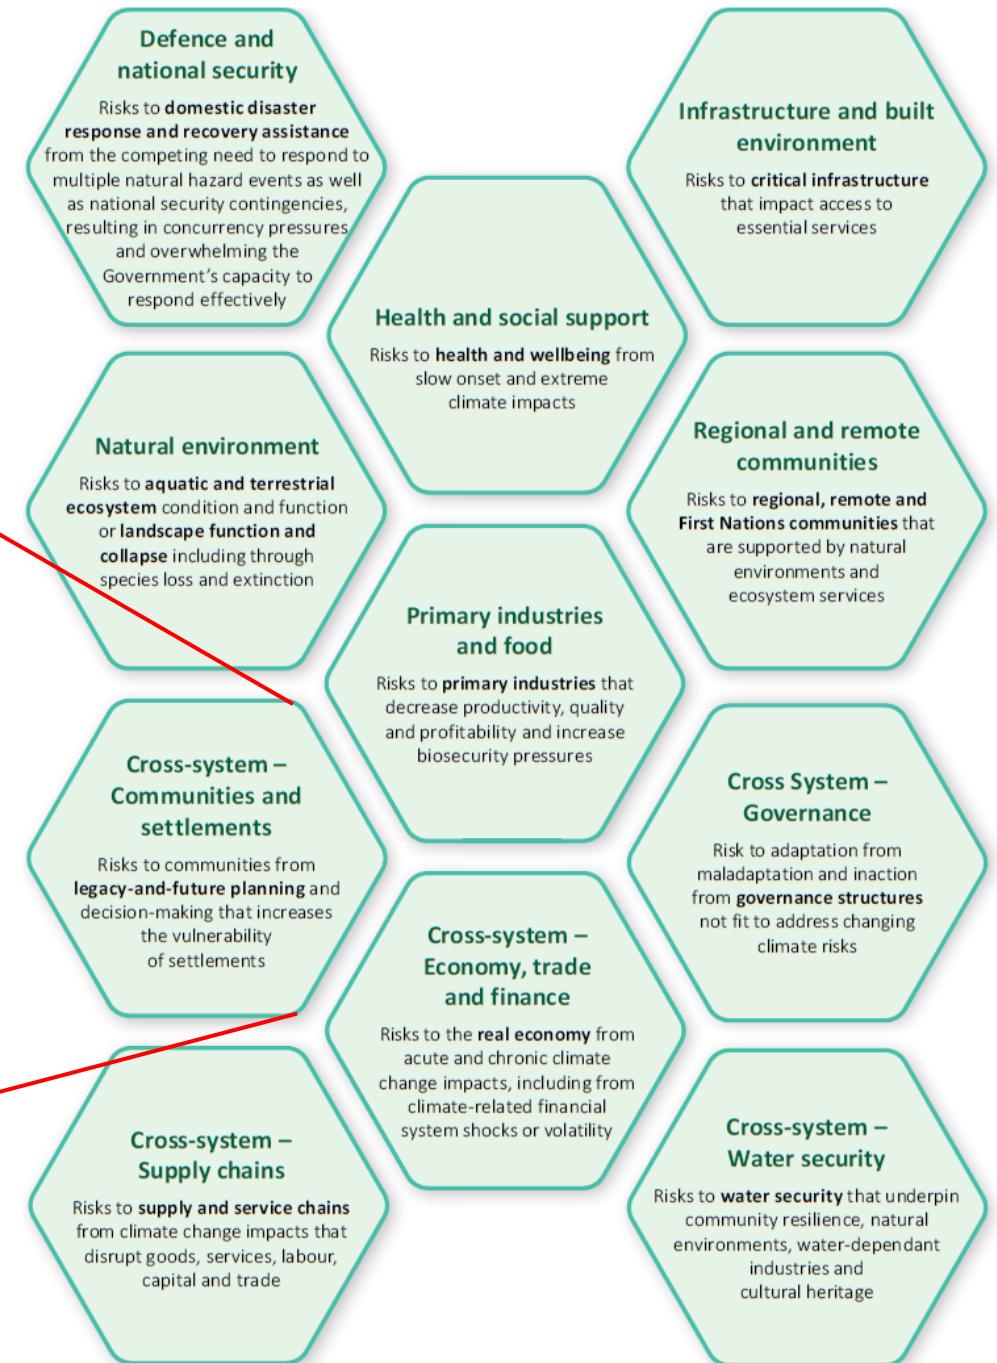 Defence and
national security
Risks to domestic disaster
response and recovery assistance
from the competing need to respond to
multiple natural hazard events as well
as national security contingencies,
resulting in concurrency pressures
and overwhelming the
Government's capacity to
respond effectively
Infrastructure and built
environment
Risks to critical infrastructure
that impact access to
essential services
Health and social support
Risks to health and wellbeing from
slow onset and extreme
climate impacts
Natural environment
Risks to aquatic and terrestrial
ecosystem condition and function
or landscape function and
collapse including through
species loss and extinction
Regional and remote
communities
Risks to regional, remote and
First Nations communities that
are supported by natural
environments and
ecosystem services
Primary industries
and food
Risks to primary industries that
decrease productivity, quality
and profitability and increase
biosecurity pressures
Cross-system –
Communities and
settlements
Risks to communities from
legacy-and-future planning and
decision-making that increases
the vulnerability
of settlements
Cross System –
Governance
Risk to adaptation from
maladaptation and inaction
from governance structures
not fit to address changing
climate risks
Cross-system –
Economy, trade
and finance
Risks to the real economy from
acute and chronic climate
change impacts, including from
climate-related financial
system shocks or volatility
Cross-system –
Supply chains
Risks to supply and service chains
from climate change impacts that
disrupt goods, services, labour,
capital and trade
Cross-system –
Water security
Risks to water security that underpin
community resilience, natural
environments, water-dependant
industries and
cultural heritage